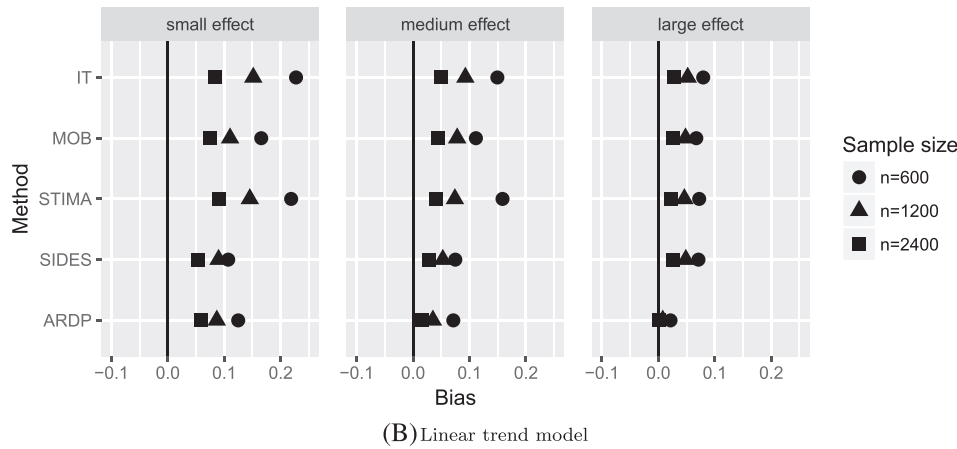 small effect medium effect large effect
IT
MOB
STIMA
SIDES
ARDP
Method
−0.1 0.0 0.1 0.2 −0.1 0.0 0.1 0.2 −0.1 0.0 0.1 0.2
Bias
Sample size
n=600
n=1200
n=2400
(B) Linear trend model